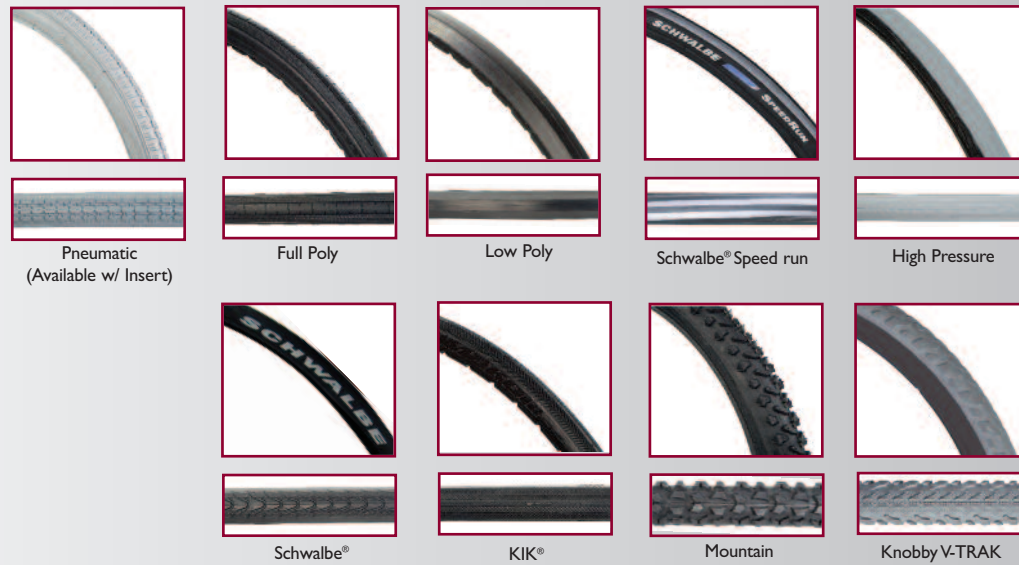 SCHWALBE
SPEEDRUN
Pneumatic
(Available w/ Insert)
Full Poly
Low Poly
Schwalbe® Speed run
High Pressure
SCHWALBE
Schwalbe®
KIK®
Mountain
Knobby V-TRAK